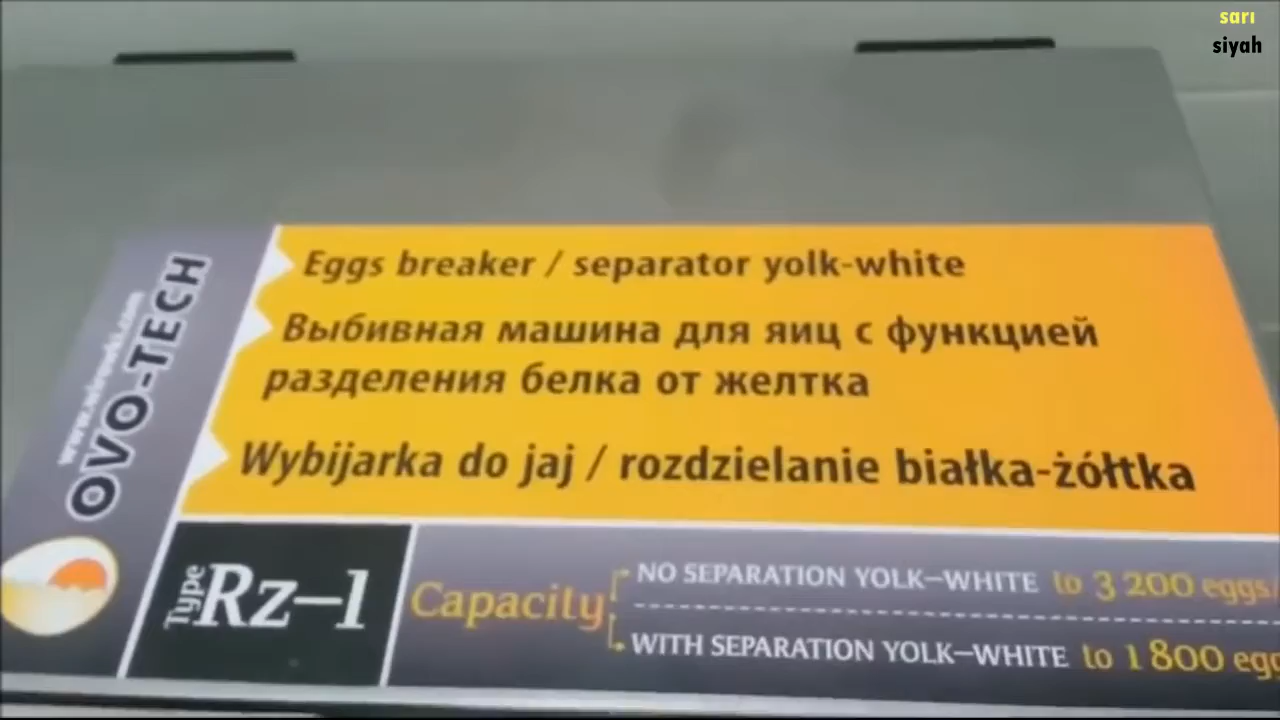 sarı
siyah
Eggs breaker / separator yolk-white
Выбивная машина для яиц с функцией
разделения белка от желтка
Wybijarka do jaj / rozdzielanie białka-żółtka
OVO-TECH
Type Rz-1
Capacity
NO SEPARATION YOLK-WHITE to 3 200 eggs/
WITH SEPARATION YOLK-WHITE to 1 800 egg